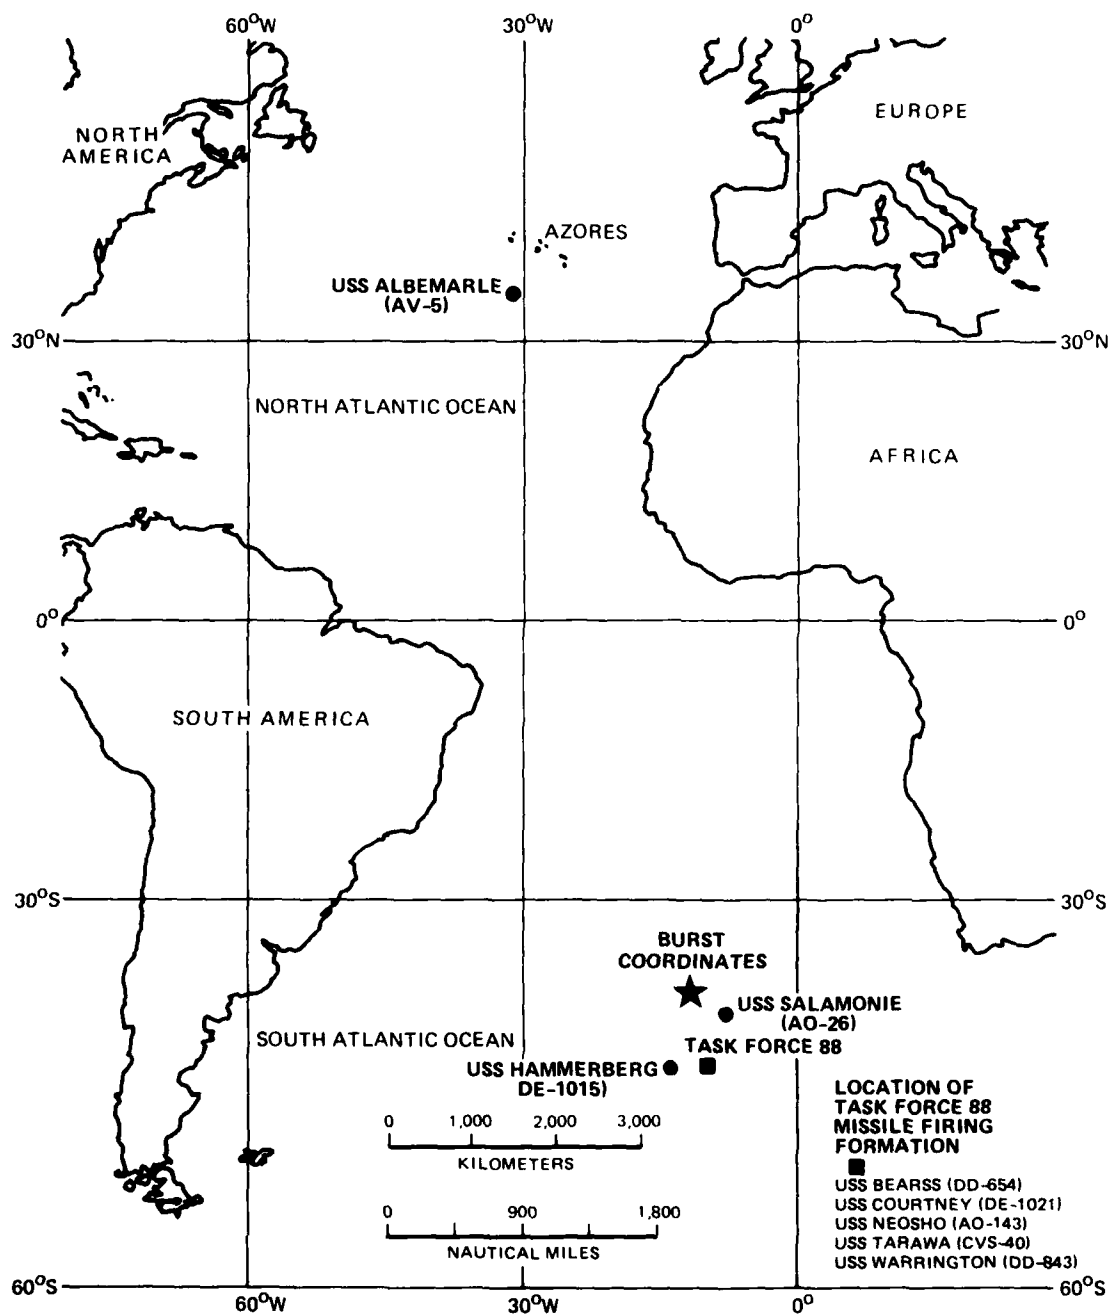 60°W
30°W
0°
NORTH
AMERICA
EUROPE
AZORES
USS ALBEMARLE
(AV-5)
30°N
30°N
NORTH ATLANTIC OCEAN
AFRICA
0°
0°
SOUTH AMERICA
30°S
30°S
BURST
COORDINATES
USS SALAMONIE
(AO-26)
SOUTH ATLANTIC OCEAN
TASK FORCE 88
USS HAMMERBERG
DE-1015)
0 1,000 2,000 3,000
KILOMETERS
0 900 1,800
NAUTICAL MILES
LOCATION OF
TASK FORCE 88
MISSILE FIRING
FORMATION
USS BEARSS (DD-654)
USS COURTNEY (DE-1021)
USS NEOSHO (AO-143)
USS TARAWA (CVS-40)
USS WARRINGTON (DD-843)
60°S
60°S
60°W
30°W
0°